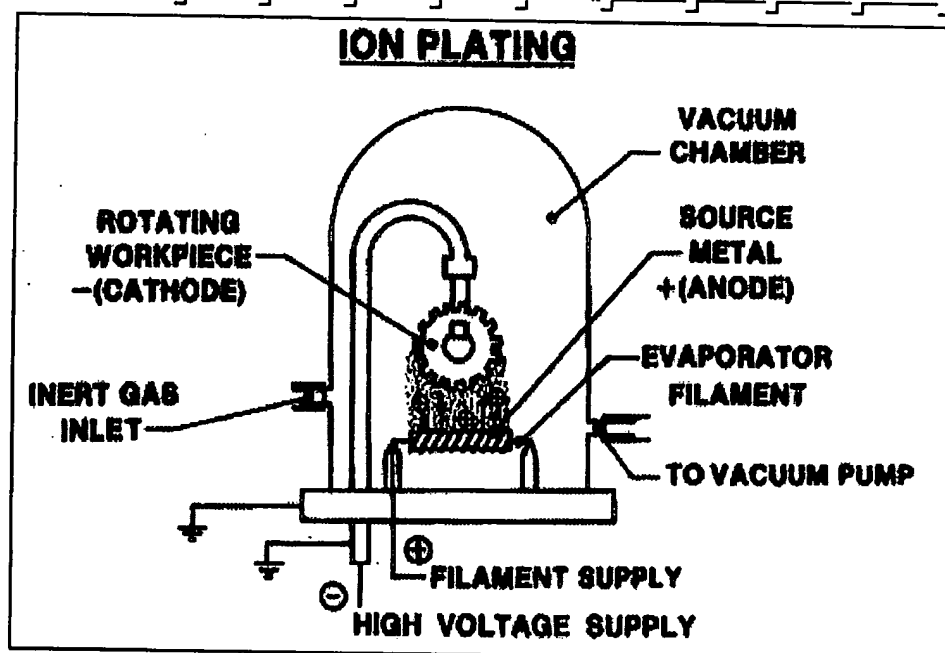 ION PLATING
VACUUM
CHAMBER
ROTATING
WORKPIECE
−(CATHODE)
SOURCE
METAL
+(ANODE)
EVAPORATOR
FILAMENT
INERT GAS
INLET
TO VACUUM PUMP
+
FILAMENT SUPPLY
−
HIGH VOLTAGE SUPPLY